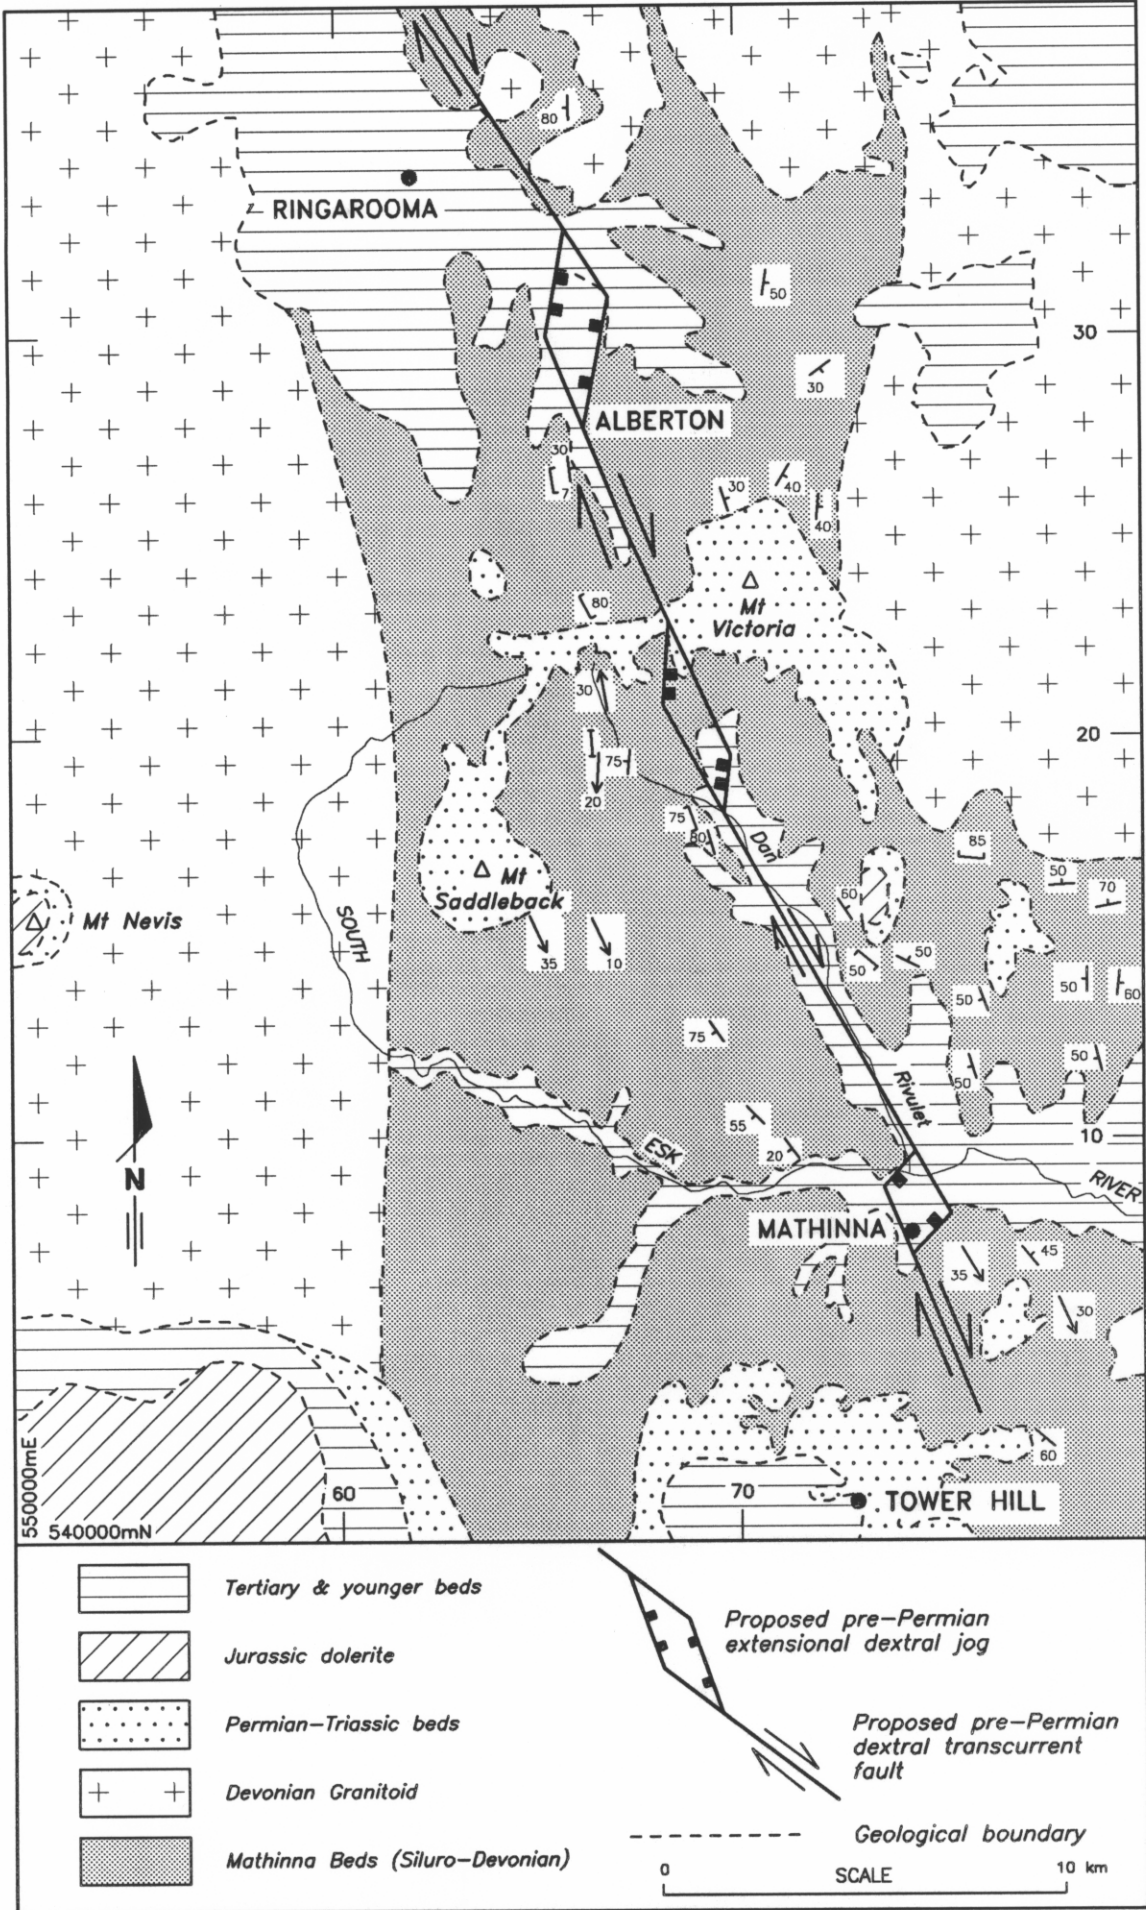 80
RINGAROOMA
50
30
30
ALBERTON
30
7
30
40
40
80
Mt
Victoria
30
20
75
20
75
80
Dan
85
50
70
60
Mt
Saddleback
Mt Nevis
SOUTH
35
10
50
50
50
50
60
75
50
50
Rivulet
55
20
10
ESK
RIVER
N
MATHINNA
35
45
30
60
60
70
TOWER HILL
550000mE
540000mN
Tertiary & younger beds
Jurassic dolerite
Permian-Triassic beds
Devonian Granitoid
Mathinna Beds (Siluro-Devonian)
Proposed pre-Permian
extensional dextral jog
Proposed pre-Permian
dextral transcurrent
fault
Geological boundary
0
SCALE
10 km